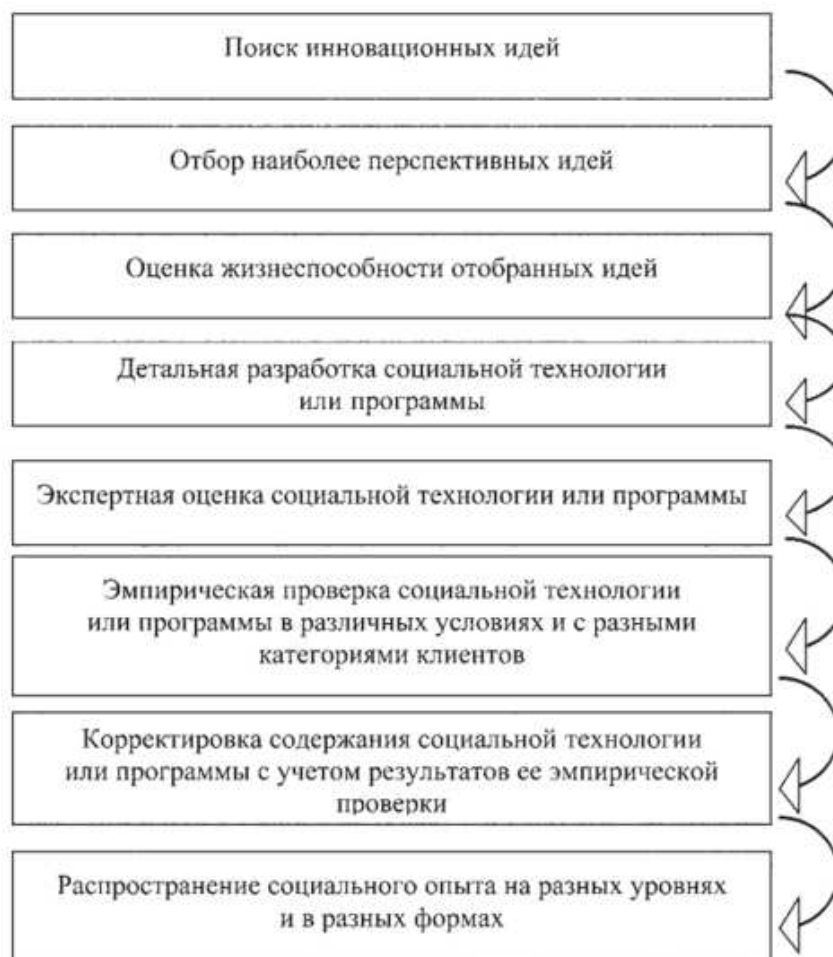 Поиск инновационных идей
Отбор наиболее перспективных идей
Оценка жизнеспособности отобранных идей
Детальная разработка социальной технологии
или программы
Экспертная оценка социальной технологии или программы
Эмпирическая проверка социальной технологии
или программы в различных условиях и с разными
категориями клиентов
Корректировка содержания социальной технологии
или программы с учетом результатов ее эмпирической
проверки
Распространение социального опыта на разных уровнях
и в разных формах